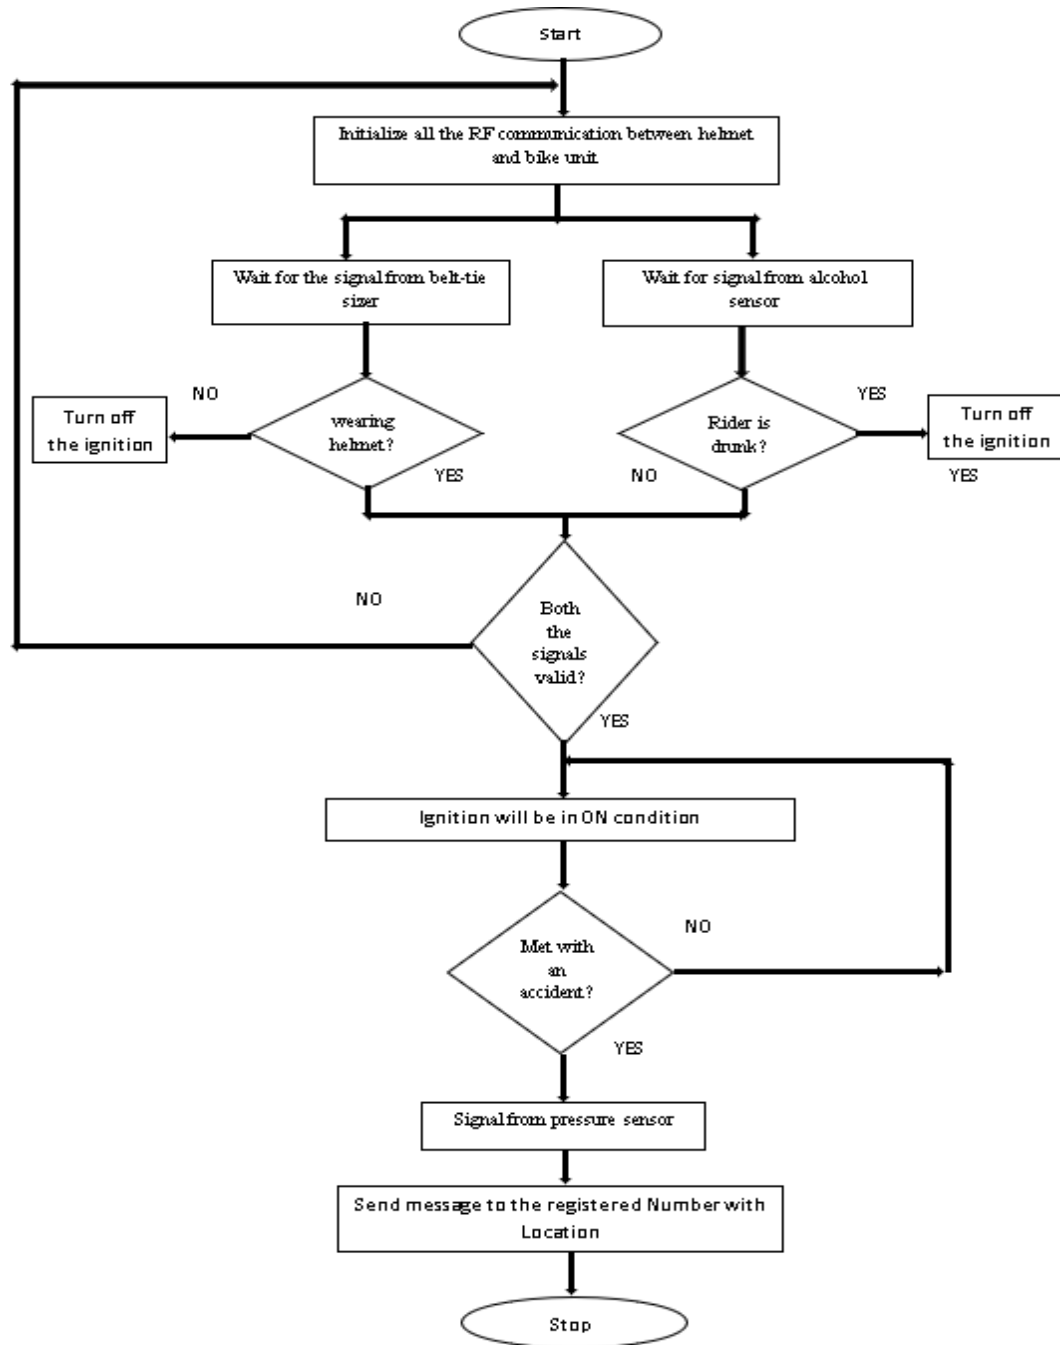 Start
Initialize all the RF communication between helmet
and bike unit
Wait for the signal from belt-tie
sizer
Wait for signal from alcohol
sensor
NO
YES
Turn off
the ignition
wearing
helmet?
Rider is
drunk?
Turn off
the ignition
YES
NO
YES
NO
Both
the
signals
valid?
YES
Ignition will be in ON condition
NO
Met with
an
accident?
YES
Signal from pressure sensor
Send message to the registered Number with
Location
Stop